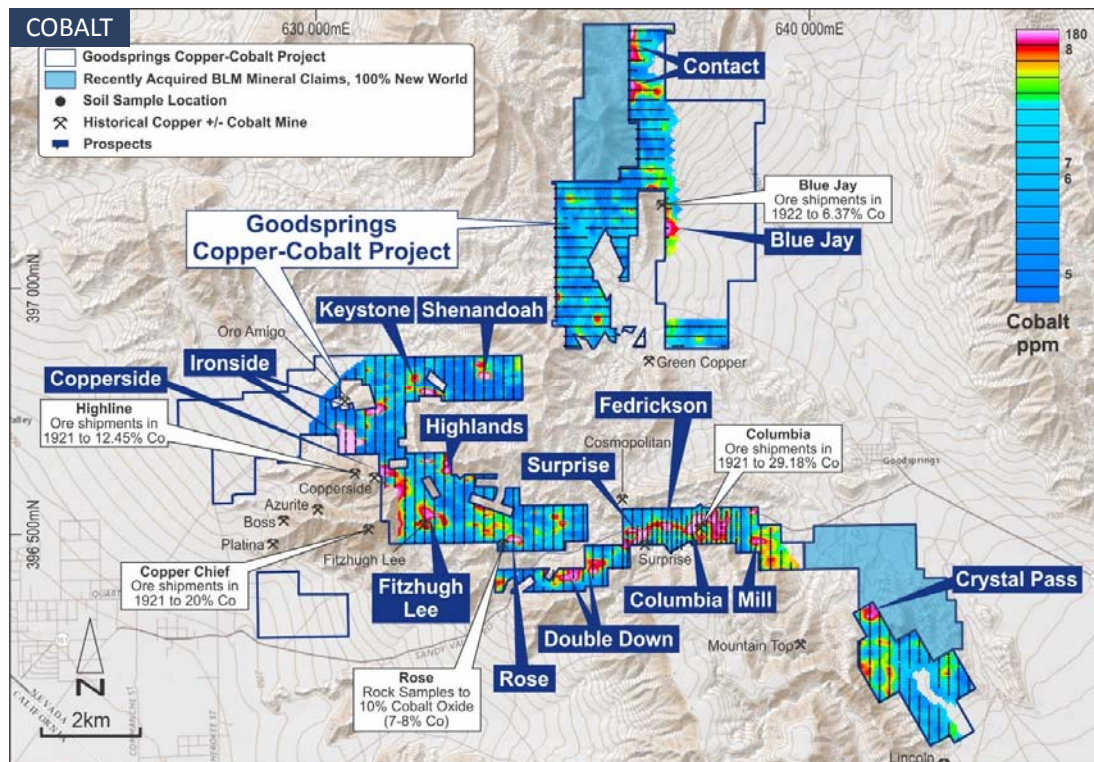 COBALT
630 000mE
640 000mE
Goodsprings Copper-Cobalt Project
Recently Acquired BLM Mineral Claims, 100% New World
Soil Sample Location
Historical Copper +/- Cobalt Mine
Prospects
180
8
7
6
5
Cobalt
ppm
Contact
Blue Jay
Ore shipments in
1922 to 6.37% Co
Blue Jay
Goodsprings
Copper-Cobalt Project
397 000mN
Keystone
Shenandoah
Oro Amigo
Green Copper
Ironside
Copperside
Highline
Ore shipments in
1921 to 12.45% Co
Highlands
Fedrickson
Cosmopolitan
Columbia
Ore shipments in
1921 to 29.18% Co
Goodsprings
Surprise
Copperside
Azurite
Boss
Platina
396 500mN
Fitzhugh Lee
Surprise
Copper Chief
Ore shipments in
1921 to 20% Co
Fitzhugh
Lee
Columbia
Mill
Crystal Pass
Double Down
Mountain Top
Rose
Rose
Rock Samples to
10% Cobalt Oxide
(7-8% Co)
N
2km
NEVADA
CALIFORNIA
Lincoln